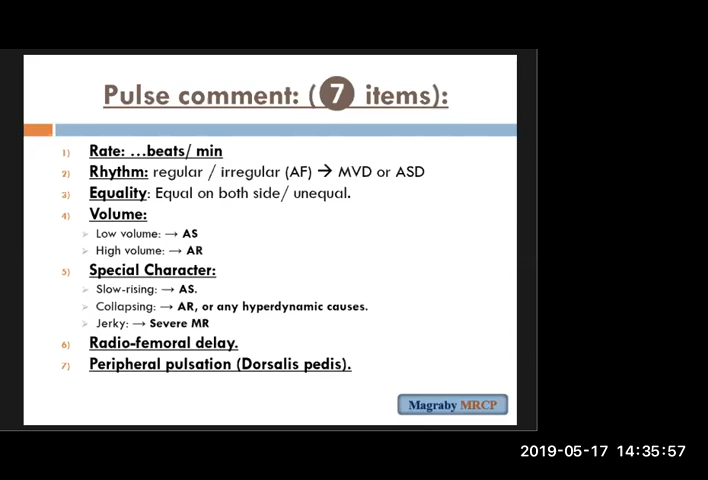 Pulse comment: (7 items):
1) Rate: ...beats/ min
2) Rhythm: regular / irregular (AF) → MVD or ASD
3) Equality: Equal on both side/ unequal.
4) Volume:
➢ Low volume: → AS
➢ High volume: → AR
5) Special Character:
➢ Slow-rising: → AS.
➢ Collapsing: → AR, or any hyperdynamic causes.
➢ Jerky: → Severe MR
6) Radio-femoral delay.
7) Peripheral pulsation (Dorsalis pedis).
Magraby MRCP
2019-05-17 14:35:57